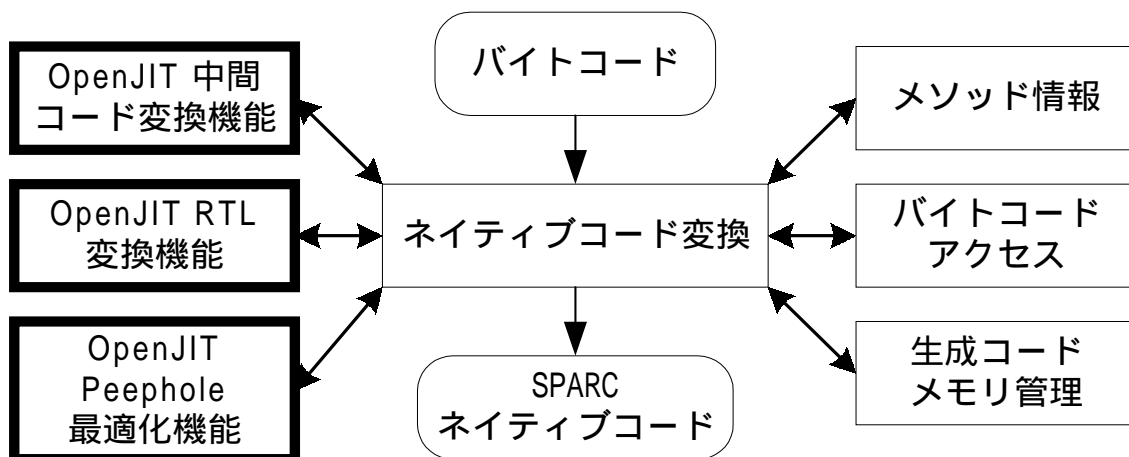 OpenJIT 中間
コード変換機能
バイトコード
メソッド情報
OpenJIT RTL
変換機能
ネイティブコード変換
バイトコード
アクセス
OpenJIT
Peephole
最適化機能
SPARC
ネイティブコード
生成コード
メモリ管理